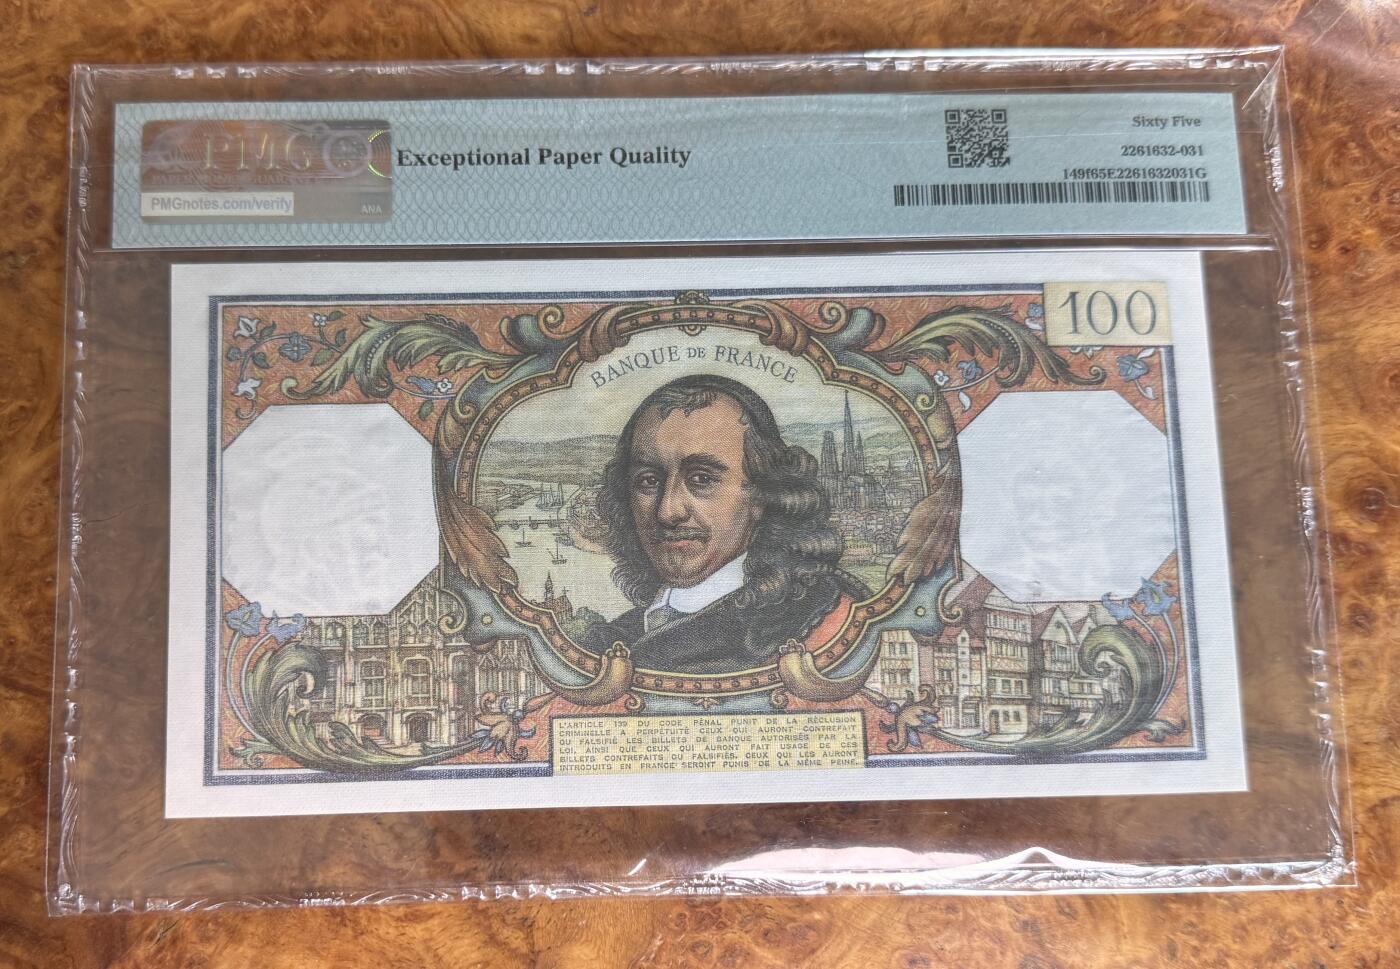 PMG
PMGnotes.com/verify
ANA
Exceptional Paper Quality
Sixty Five
2261632-031
149f65E2261632031G
100
BANQUE DE FRANCE
L'ARTICLE 139 DU CODE PÉNAL PUNIT DE LA RÉCLUSION
CRIMINELLE A PERPÉTUITÉ CEUX QUI AURONT CONTREFAIT
OU FALSIFIÉ LES BILLETS DE BANQUE AUTORISÉS PAR LA
LOI, AINSI QUE CEUX QUI AURONT FAIT USAGE DE CES
BILLETS CONTREFAITS OU FALSIFIÉS. CEUX QUI LES AURONT
INTRODUITS EN FRANCE SERONT PUNIS DE LA MÊME PEINE.